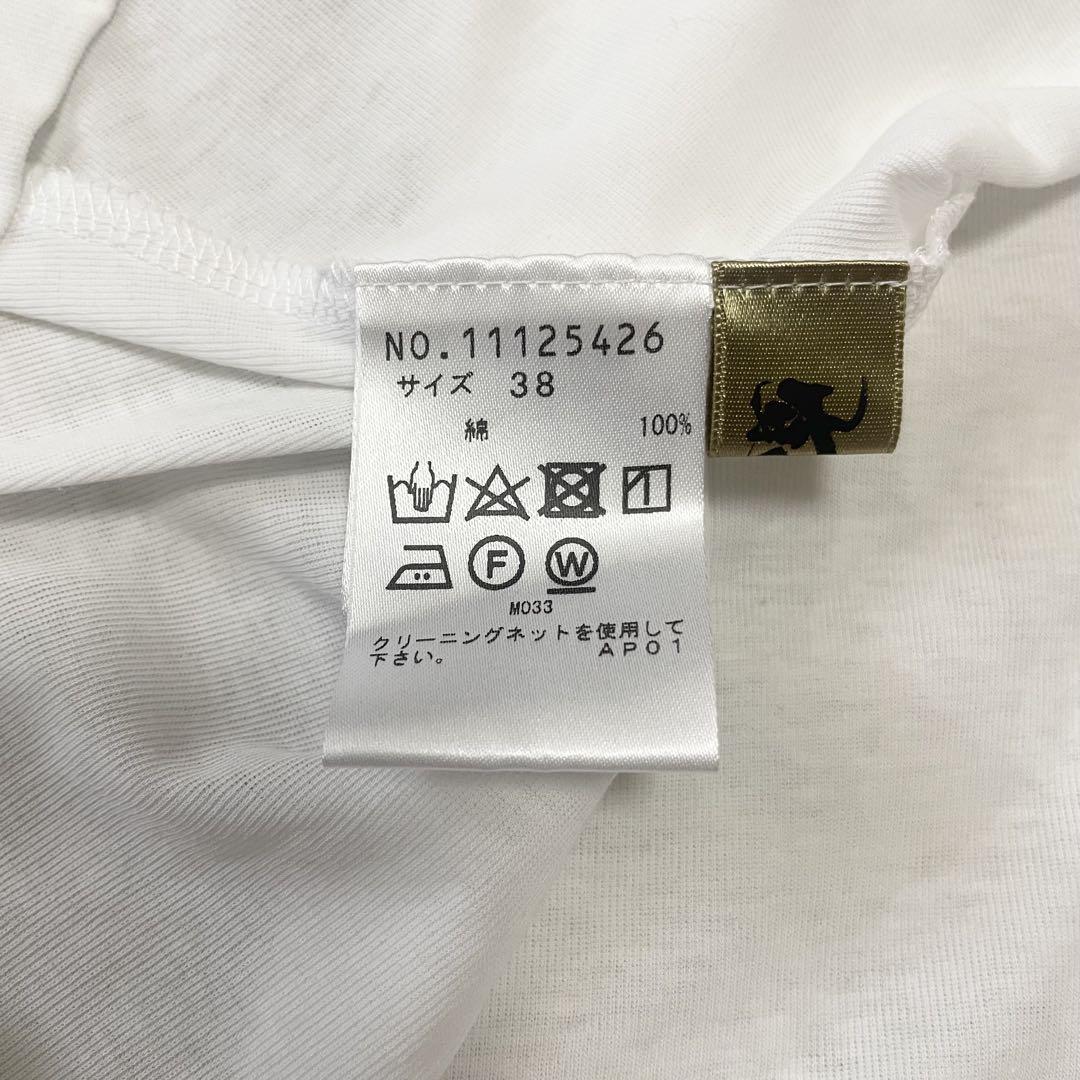 NO.11125426
サイズ 38
綿 100%
F W
M033
クリーニングネットを使用して
下さい。 AP01